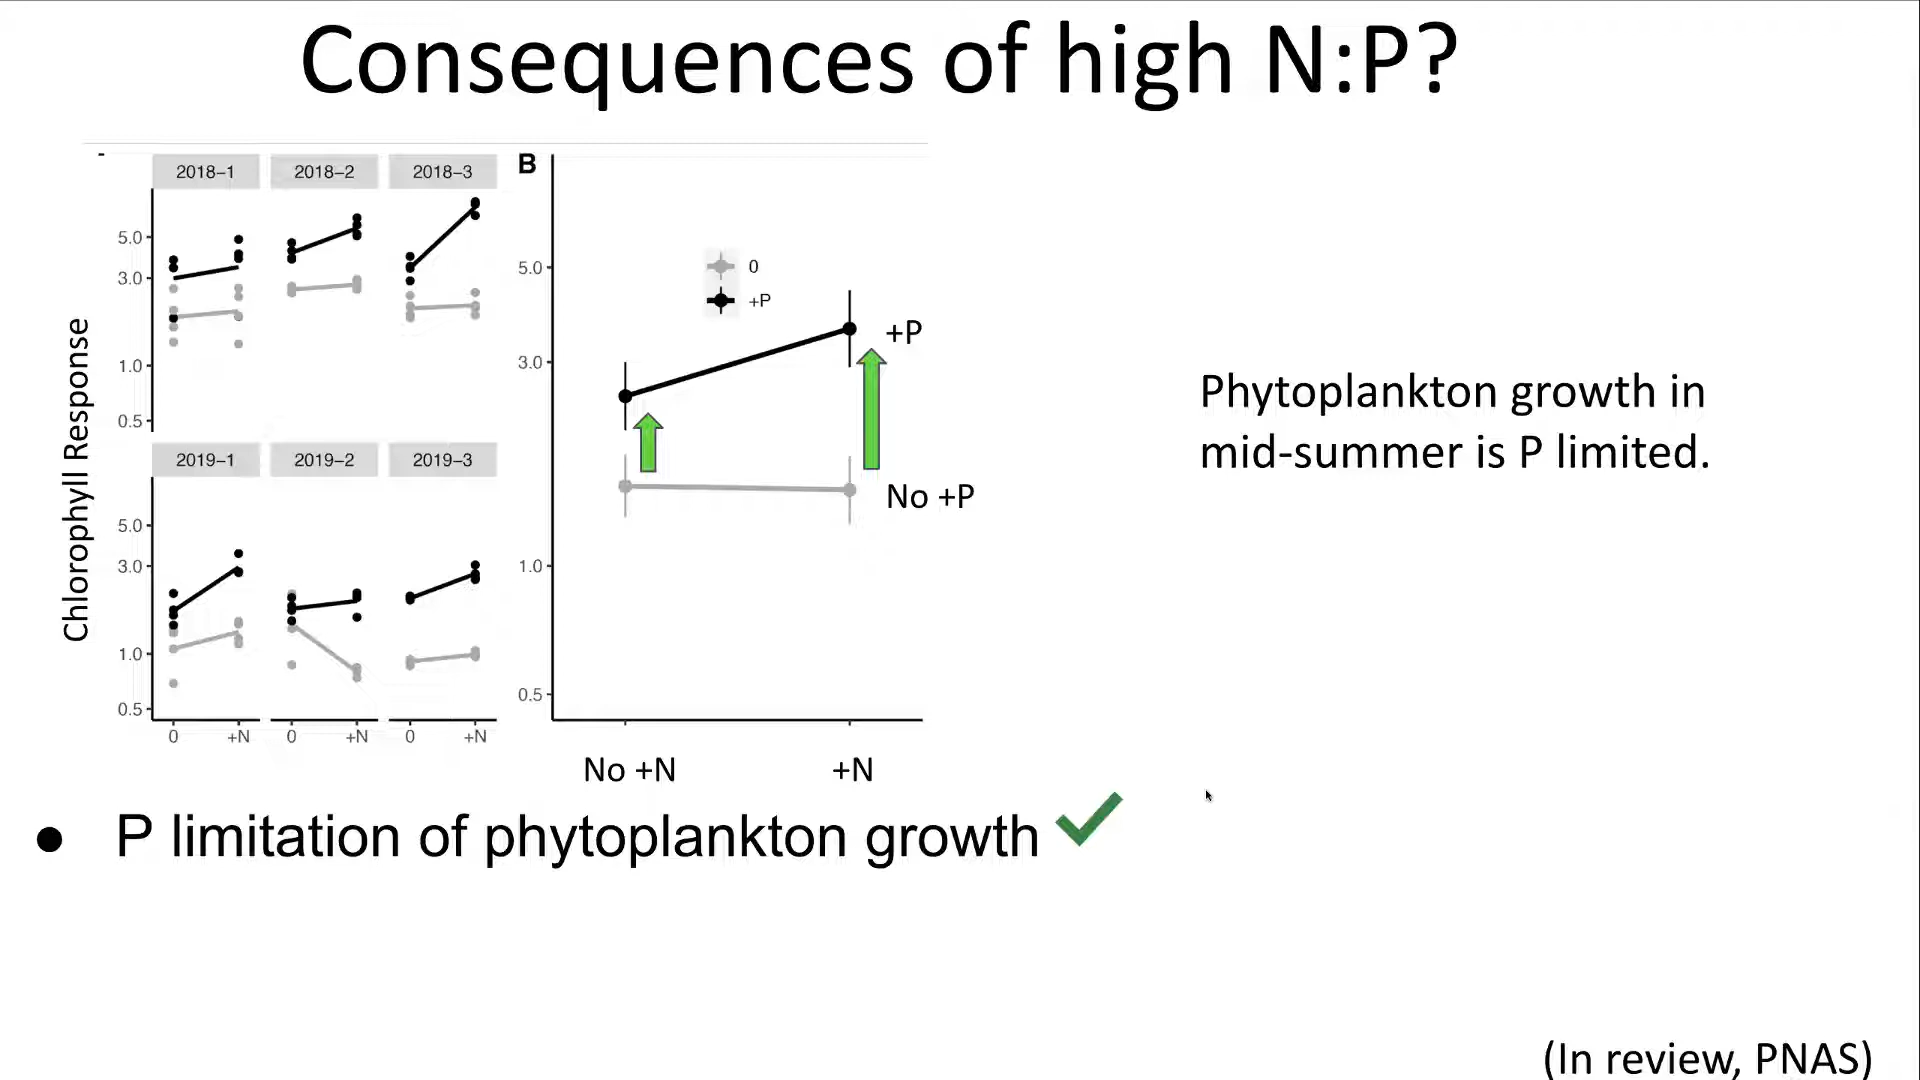 Consequences of high N:P?
2018–1
2018–2
2018–3
5.0
3.0
1.0
0.5
2019–1
2019–2
2019–3
5.0
3.0
1.0
0.5
0
+N
0
+N
0
+N
Chlorophyll Response
B
5.0
3.0
1.0
0.5
0
+P
+P
No +P
No +N
+N
Phytoplankton growth in
mid-summer is P limited.
● P limitation of phytoplankton growth
(In review, PNAS)